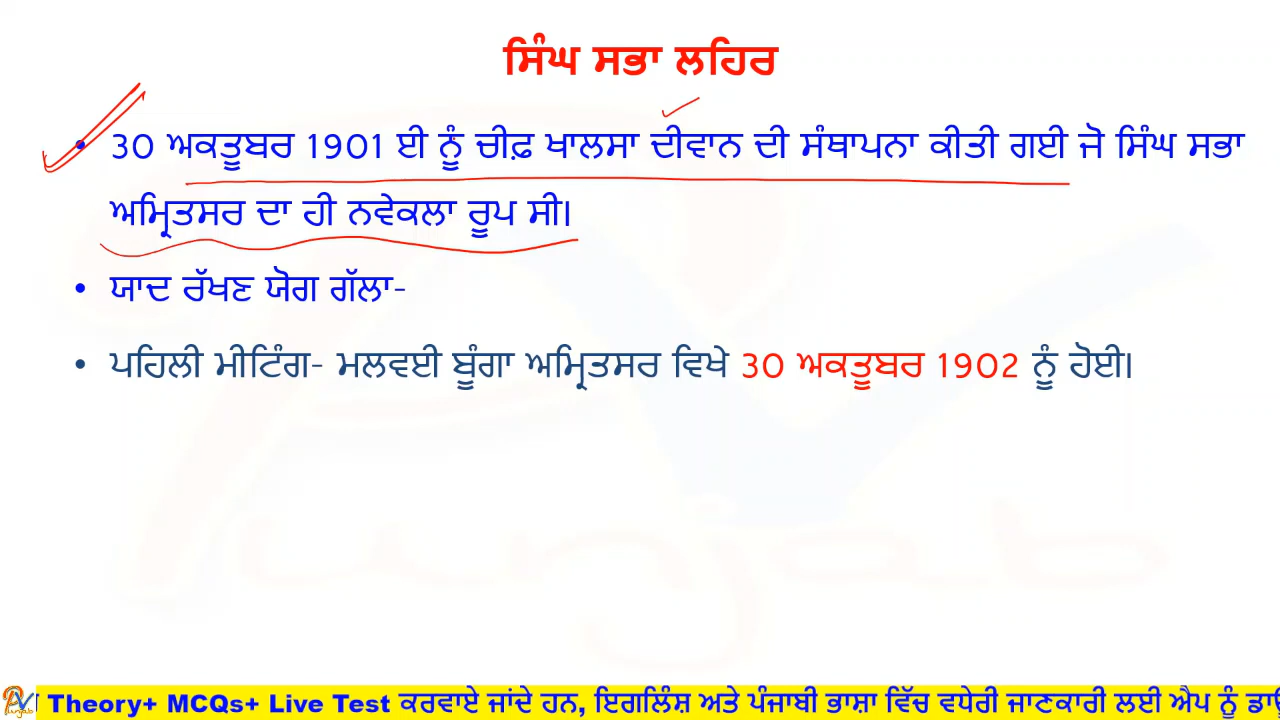 ਸਿੰਘ ਸਭਾ ਲਹਿਰ
• 30 ਅਕਤੂਬਰ 1901 ਈ ਨੂੰ ਚੀਫ਼ ਖਾਲਸਾ ਦੀਵਾਨ ਦੀ ਸੰਥਾਪਨਾ ਕੀਤੀ ਗਈ ਜੋ ਸਿੰਘ ਸਭਾ
ਅਮ੍ਰਿਤਸਰ ਦਾ ਹੀ ਨਵੇਕਲਾ ਰੂਪ ਸੀ।
• ਯਾਦ ਰੱਖਣ ਯੋਗ ਗੱਲਾ-
• ਪਹਿਲੀ ਮੀਟਿੰਗ- ਮਲਵਈ ਬੂੰਗਾ ਅਮ੍ਰਿਤਸਰ ਵਿਖੇ 30 ਅਕਤੂਬਰ 1902 ਨੂੰ ਹੋਈ।
Punjab
Theory+ MCQs+ Live Test ਕਰਵਾਏ ਜਾਂਦੇ ਹਨ, ਇਗਲਿੰਸ਼ ਅਤੇ ਪੰਜਾਬੀ ਭਾਸ਼ਾ ਵਿੱਚ ਵਧੇਰੀ ਜਾਣਕਾਰੀ ਲਈ ਐਪ ਨੂੰ